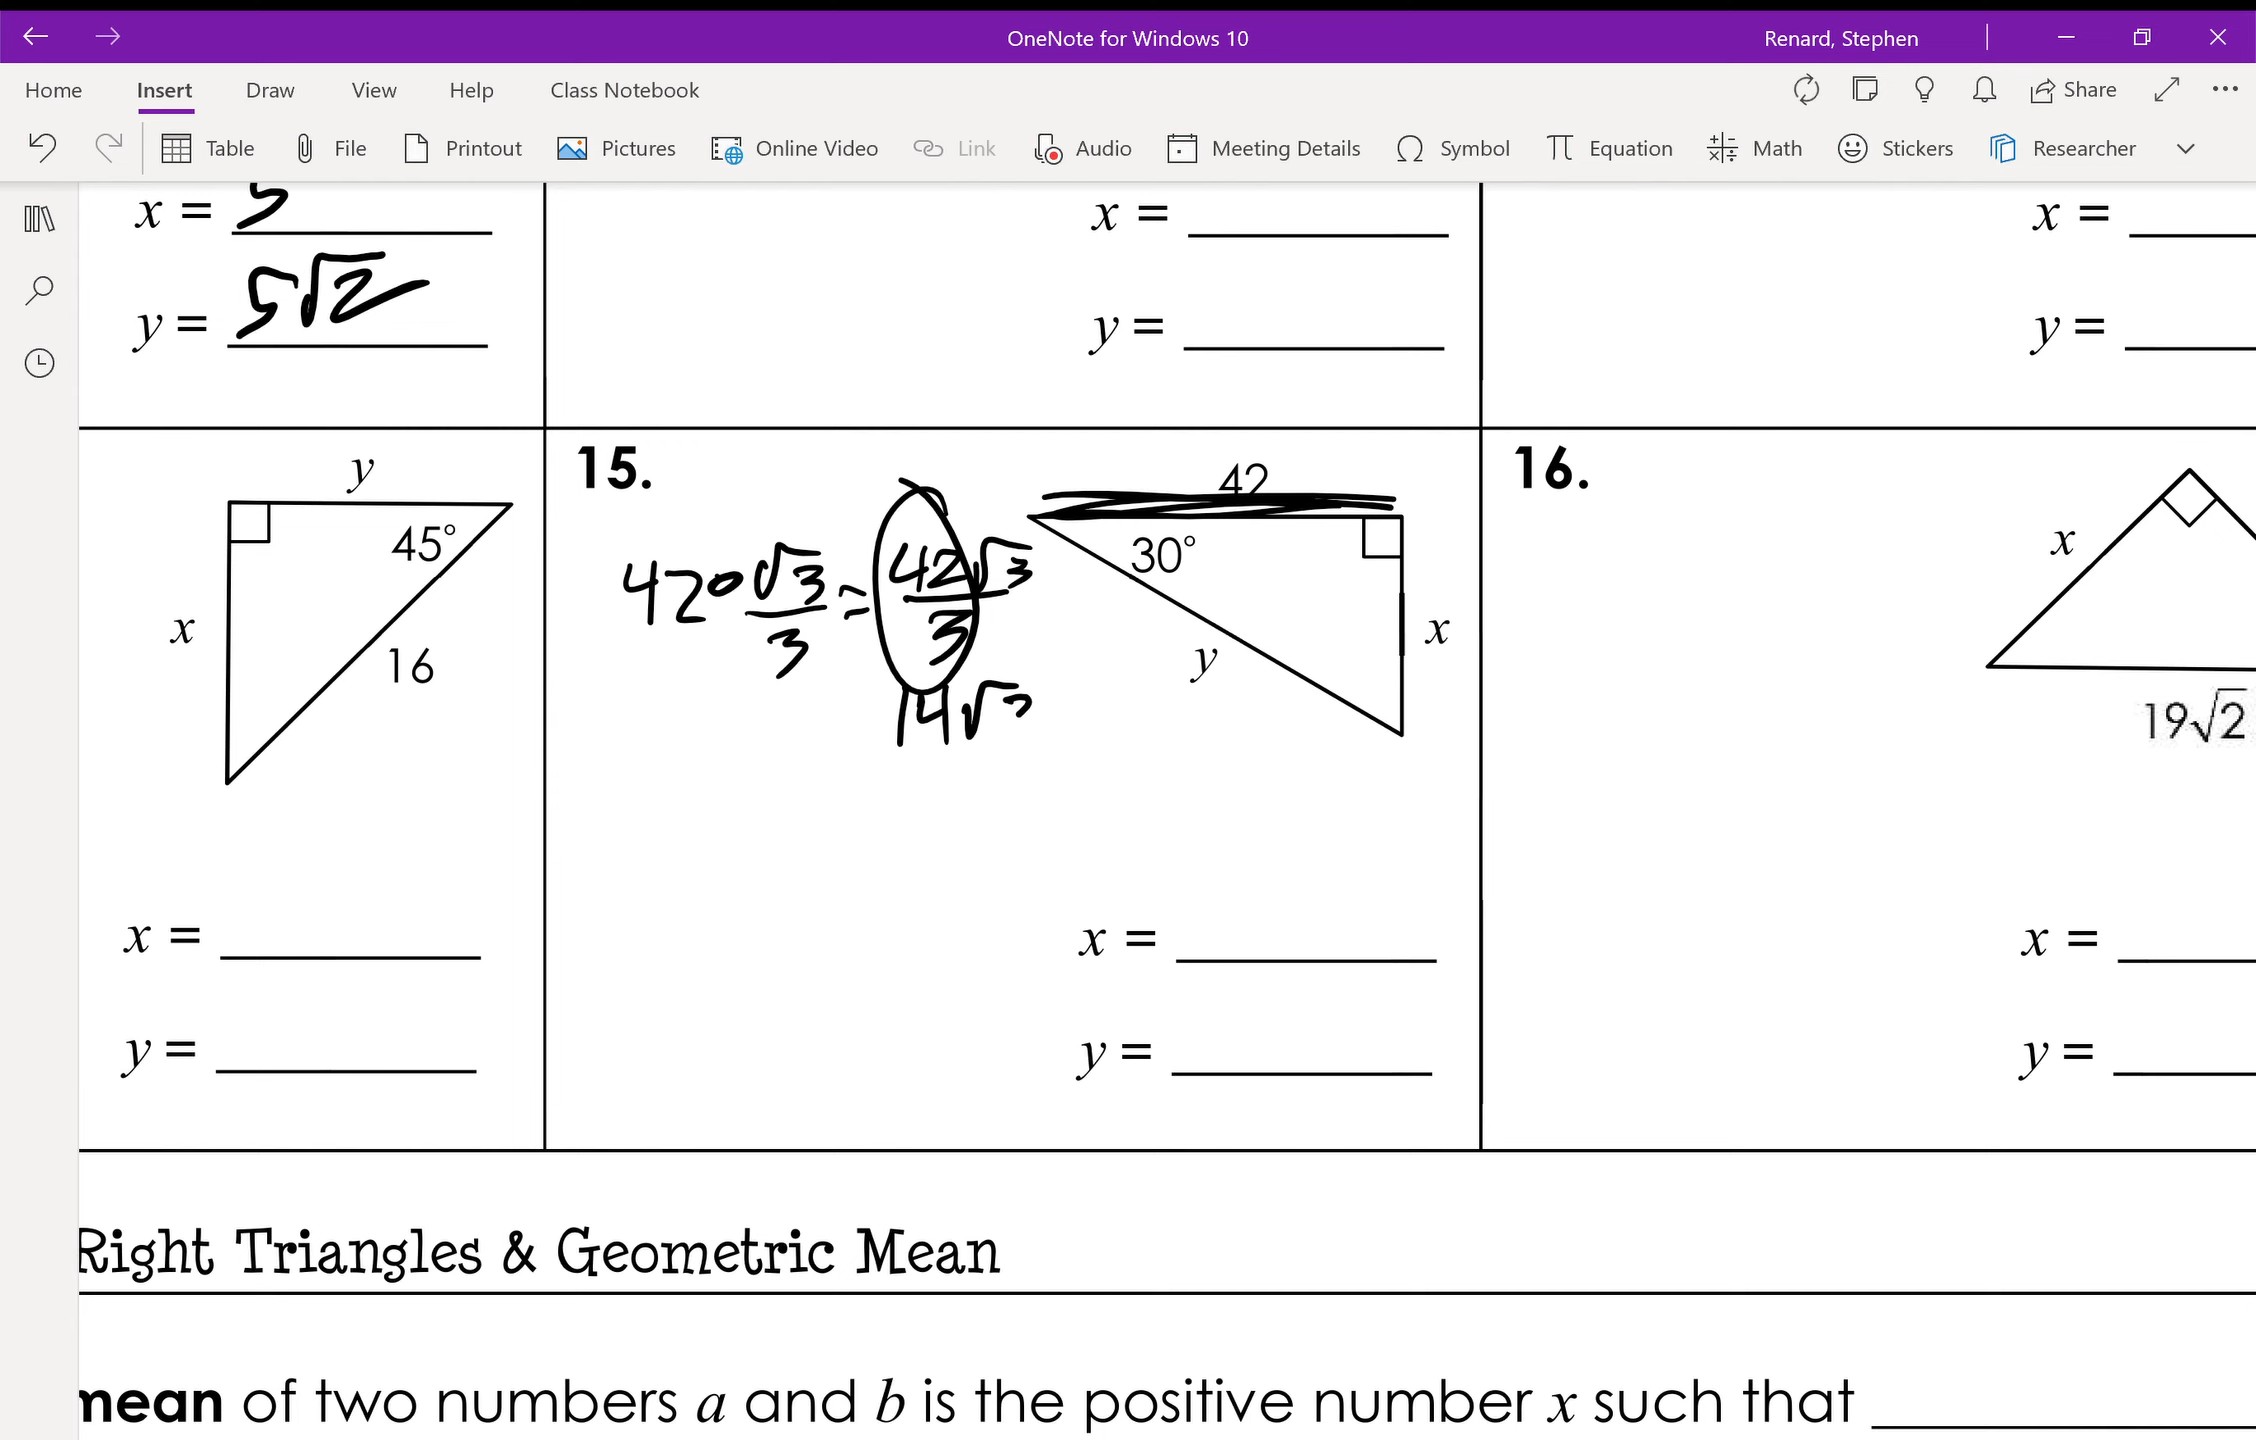 OneNote for Windows 10
Renard, Stephen
Home Insert Draw View Help Class Notebook
Share
Table File Printout Pictures Online Video Link Audio Meeting Details Symbol Equation Math Stickers Researcher
x = 5
y = 5√2
x =
y =
x =
y =
y
45°
x
16
x =
y =
15.
42
30°
x
y
42 • √3/3 = 42√3/3
14√3
x =
y =
16.
x
19√2
x =
y =
Right Triangles & Geometric Mean
mean of two numbers a and b is the positive number x such that